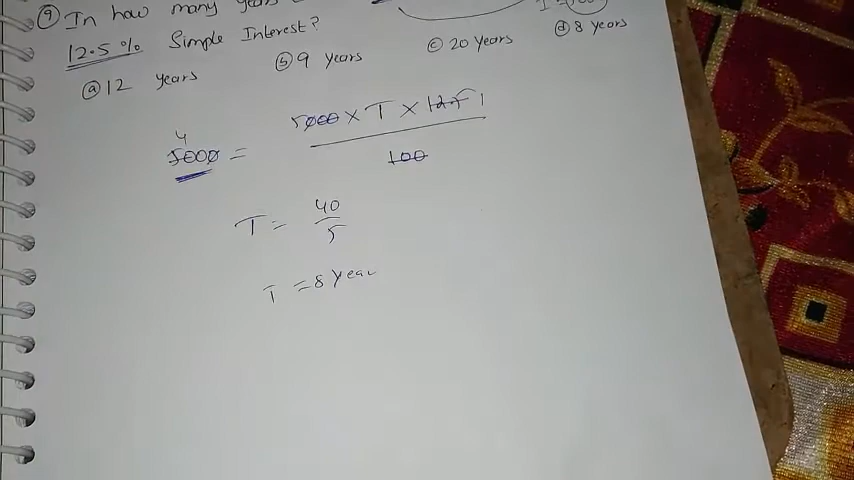 9 In how many years
12.5 % Simple Interest?
a 12 years b 9 years c 20 years d 8 years
4
5000 = 5000 × T × 12.5 1
100
T = 40
5
T = 8 year